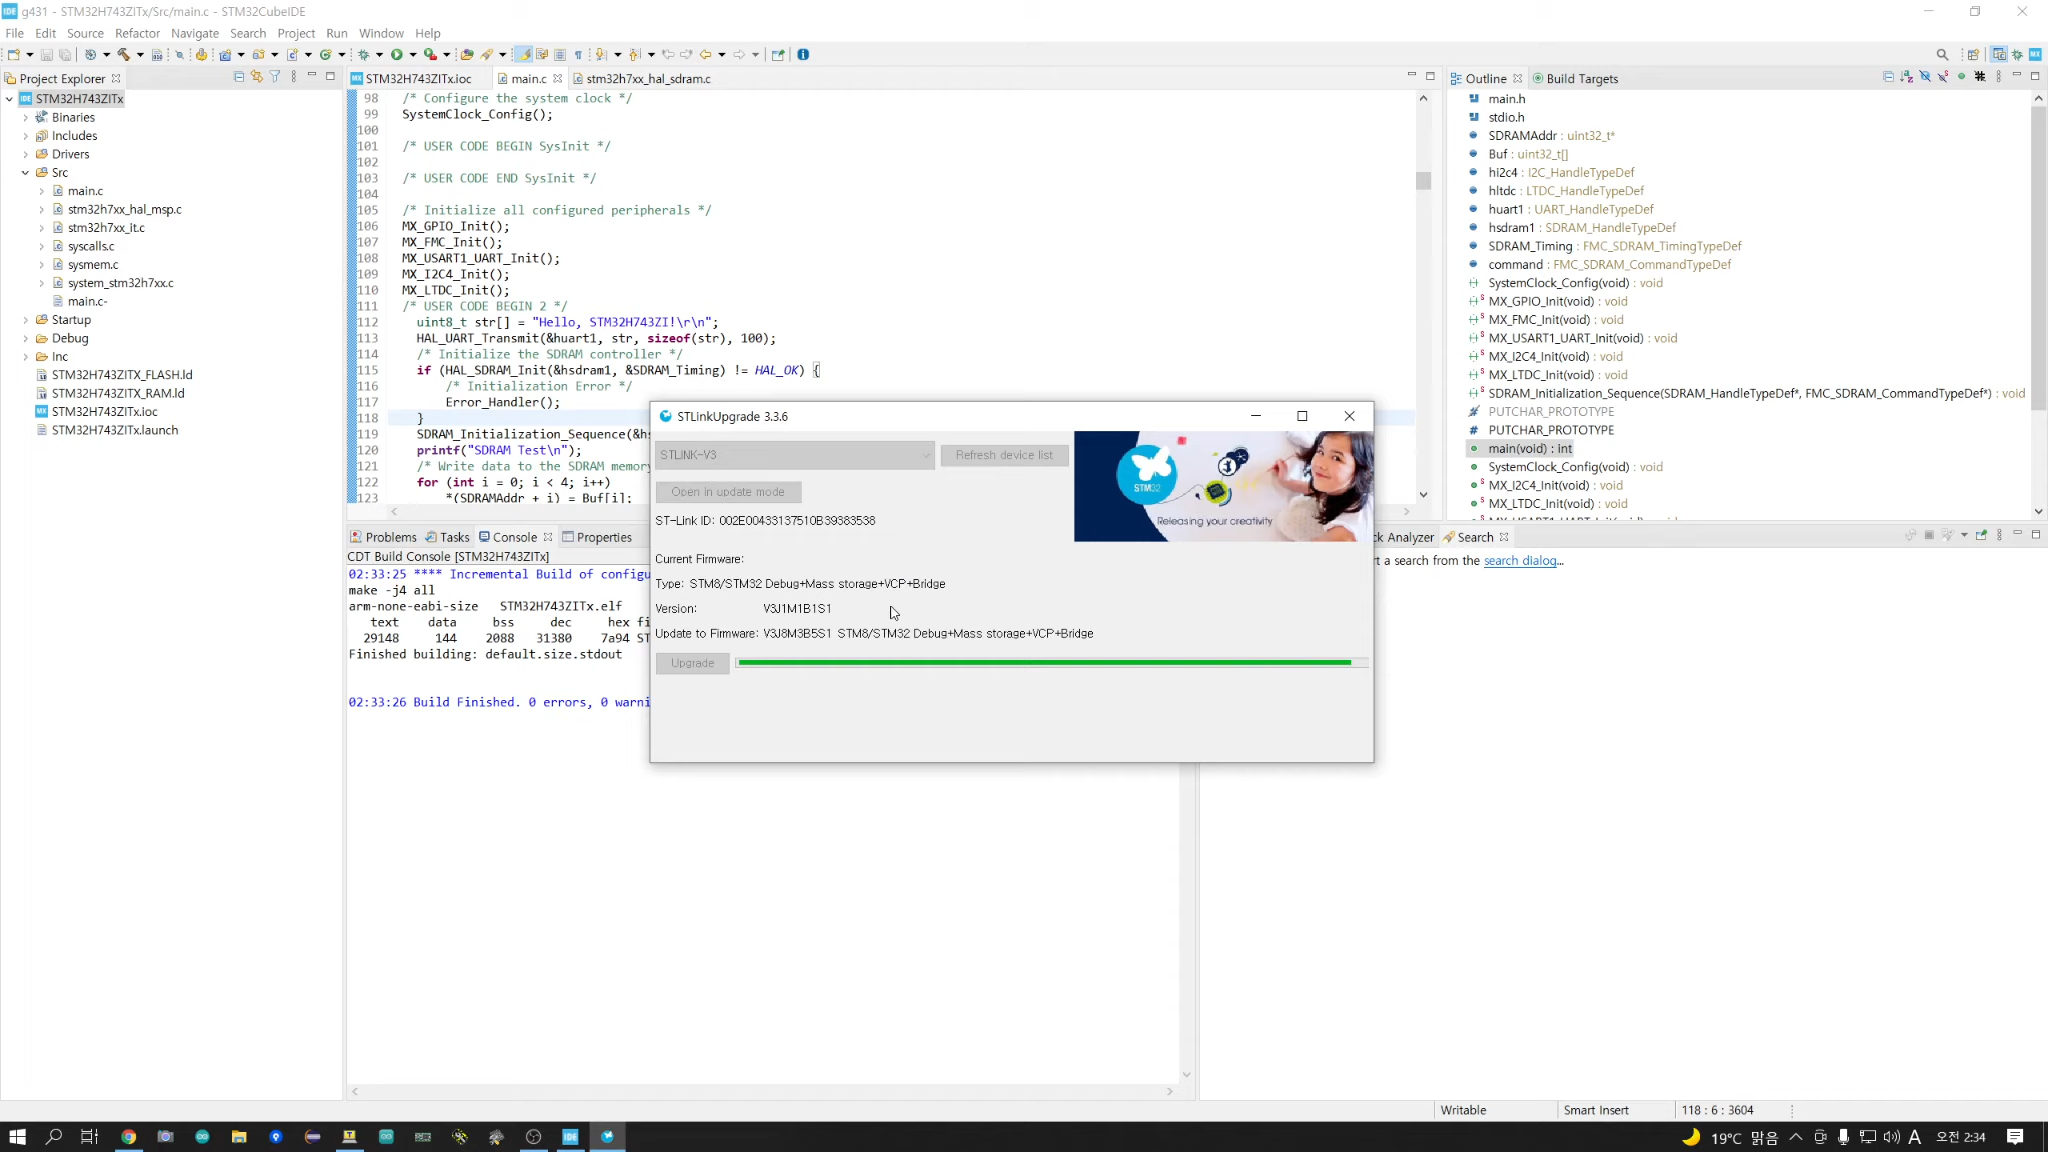 g431 - STM32H743ZITx/Src/main.c - STM32CubeIDE
File Edit Source Refactor Navigate Search Project Run Window Help
Project Explorer
STM32H743ZITx
Binaries
Includes
Drivers
Src
main.c
stm32h7xx_hal_msp.c
stm32h7xx_it.c
syscalls.c
sysmem.c
system_stm32h7xx.c
main.c-
Startup
Debug
Inc
STM32H743ZITX_FLASH.ld
STM32H743ZITX_RAM.ld
STM32H743ZITx.ioc
STM32H743ZITx.launch
STM32H743ZITx.ioc main.c stm32h7xx_hal_sdram.c
98 /* Configure the system clock */
99 SystemClock_Config();
100
101 /* USER CODE BEGIN SysInit */
102
103 /* USER CODE END SysInit */
104
105 /* Initialize all configured peripherals */
106 MX_GPIO_Init();
107 MX_FMC_Init();
108 MX_USART1_UART_Init();
109 MX_I2C4_Init();
110 MX_LTDC_Init();
111 /* USER CODE BEGIN 2 */
112 uint8_t str[] = "Hello, STM32H743ZI!\r\n";
113 HAL_UART_Transmit(&huart1, str, sizeof(str), 100);
114 /* Initialize the SDRAM controller */
115 if (HAL_SDRAM_Init(&hsdram1, &SDRAM_Timing) != HAL_OK) {
116 /* Initialization Error */
117 Error_Handler();
118 }
119 SDRAM_Initialization_Sequence(&hs
120 printf("SDRAM Test\n");
121 /* Write data to the SDRAM memory
122 for (int i = 0; i < 4; i++)
123 *(SDRAMAddr + i) = Buf[i];
STLinkUpgrade 3.3.6
STLINK-V3
Refresh device list
Open in update mode
STM32
Releasing your creativity
ST-Link ID: 002E00433137510B39383538
Current Firmware:
Type: STM8/STM32 Debug+Mass storage+VCP+Bridge
Version: V3J1M1B1S1
Update to Firmware: V3J8M3B5S1 STM8/STM32 Debug+Mass storage+VCP+Bridge
Upgrade
Problems Tasks Console Properties
CDT Build Console [STM32H743ZITx]
02:33:25 **** Incremental Build of configu
make -j4 all
arm-none-eabi-size STM32H743ZITx.elf
text data bss dec hex fi
29148 144 2088 31380 7a94 ST
Finished building: default.size.stdout
02:33:26 Build Finished. 0 errors, 0 warni
Outline Build Targets
main.h
stdio.h
SDRAMAddr : uint32_t*
Buf : uint32_t[]
hi2c4 : I2C_HandleTypeDef
hltdc : LTDC_HandleTypeDef
huart1 : UART_HandleTypeDef
hsdram1 : SDRAM_HandleTypeDef
SDRAM_Timing : FMC_SDRAM_TimingTypeDef
command : FMC_SDRAM_CommandTypeDef
SystemClock_Config(void) : void
MX_GPIO_Init(void) : void
MX_FMC_Init(void) : void
MX_USART1_UART_Init(void) : void
MX_I2C4_Init(void) : void
MX_LTDC_Init(void) : void
SDRAM_Initialization_Sequence(SDRAM_HandleTypeDef*, FMC_SDRAM_CommandTypeDef*) : void
PUTCHAR_PROTOTYPE
PUTCHAR_PROTOTYPE
main(void) : int
SystemClock_Config(void) : void
MX_I2C4_Init(void) : void
MX_LTDC_Init(void) : void
ck Analyzer Search
rt a search from the search dialog...
Writable Smart Insert 118 : 6 : 3604
19°C 맑음 A 오전 2:34